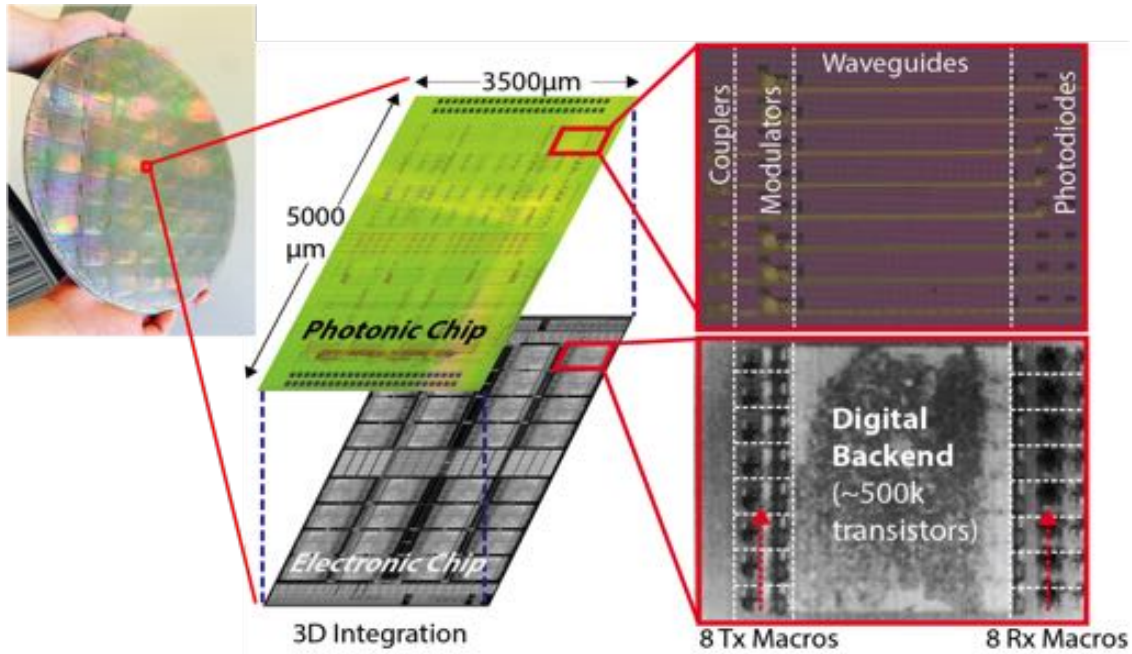 3500µm
5000
µm
Photonic Chip
Electronic Chip
3D Integration
Couplers
Modulators
Waveguides
Photodiodes
Digital
Backend
(~500k
transistors)
8 Tx Macros
8 Rx Macros